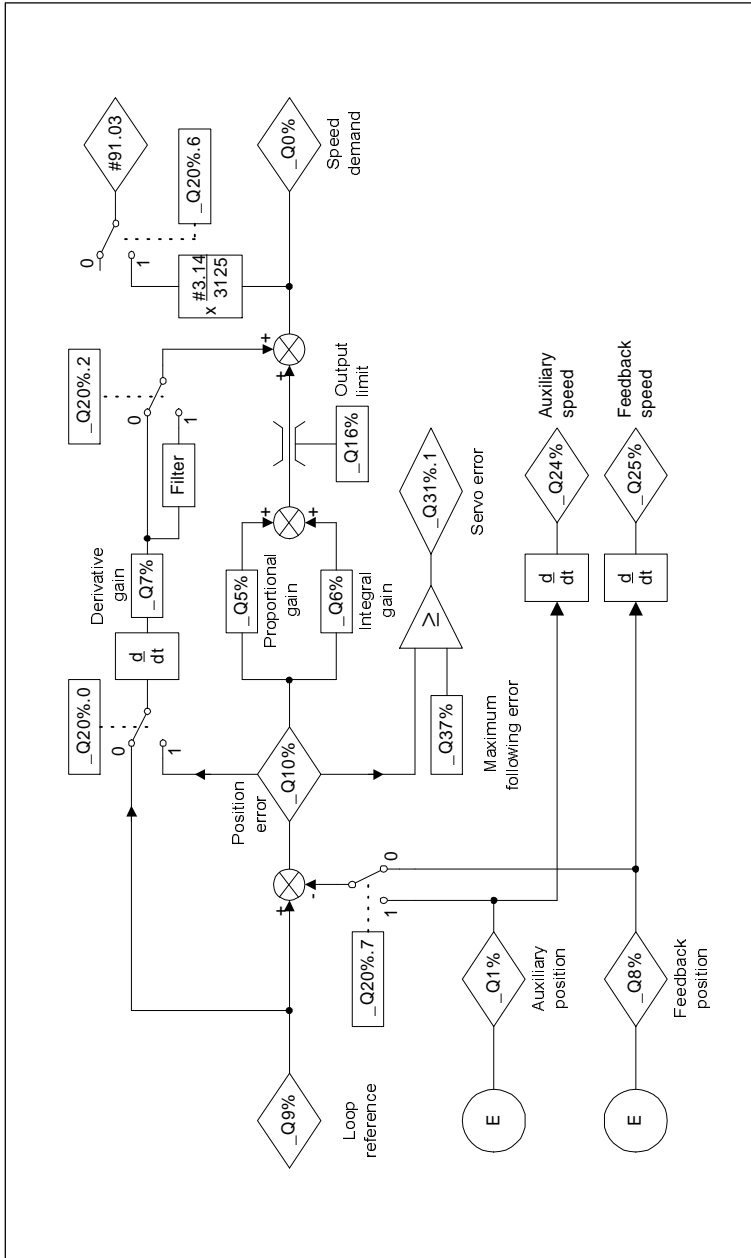 #91.03
0
1
_Q20%.6
#3.14
x
3125
_Q0%
Speed
demand
_Q20%.2
0
1
Filter
Derivative
gain
_Q7%
d
dt
_Q20%.0
0
1
+
+
Output
limit
_Q16%
+
+
_Q5%
Proportional
gain
_Q6%
Integral
gain
Position
error
_Q10%
≥
_Q31%.1
Servo error
_Q37%
Maximum
following error
+
-
_Q9%
Loop
reference
_Q20%.7
1
0
E
_Q1%
Auxiliary
position
d
dt
_Q24%
Auxiliary
speed
E
_Q8%
Feedback
position
d
dt
_Q25%
Feedback
speed